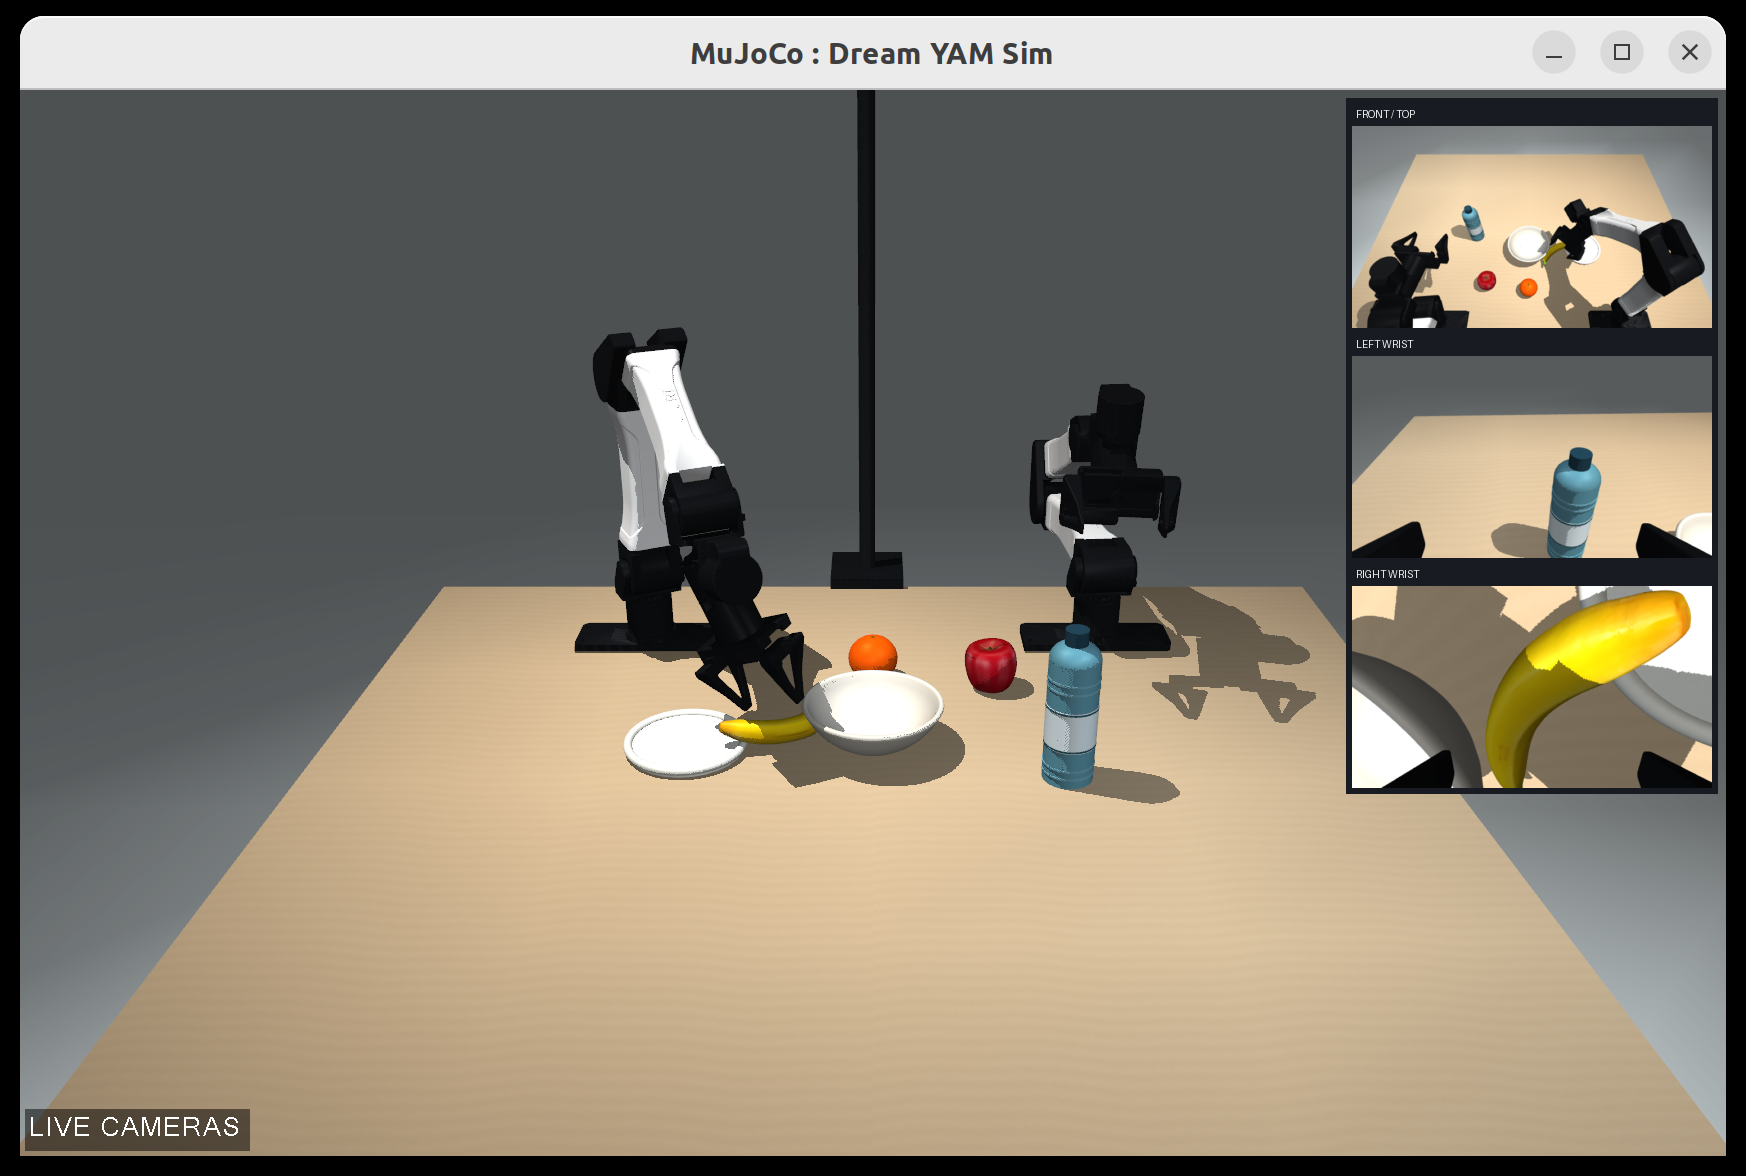 MuJoCo : Dream YAM Sim
FRONT / TOP
LEFT WRIST
RIGHT WRIST
LIVE CAMERAS